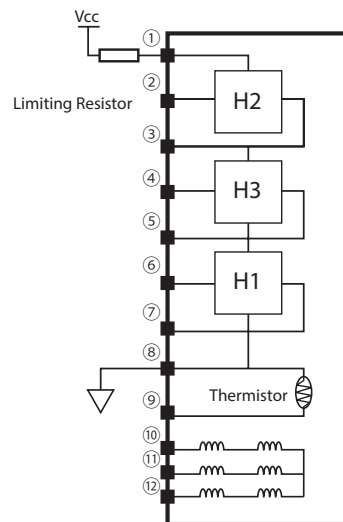 Vcc
①
②
H2
Limiting Resistor
③
④
H3
⑤
⑥
H1
⑦
⑧
Thermistor
⑨
⑩
⑪
⑫